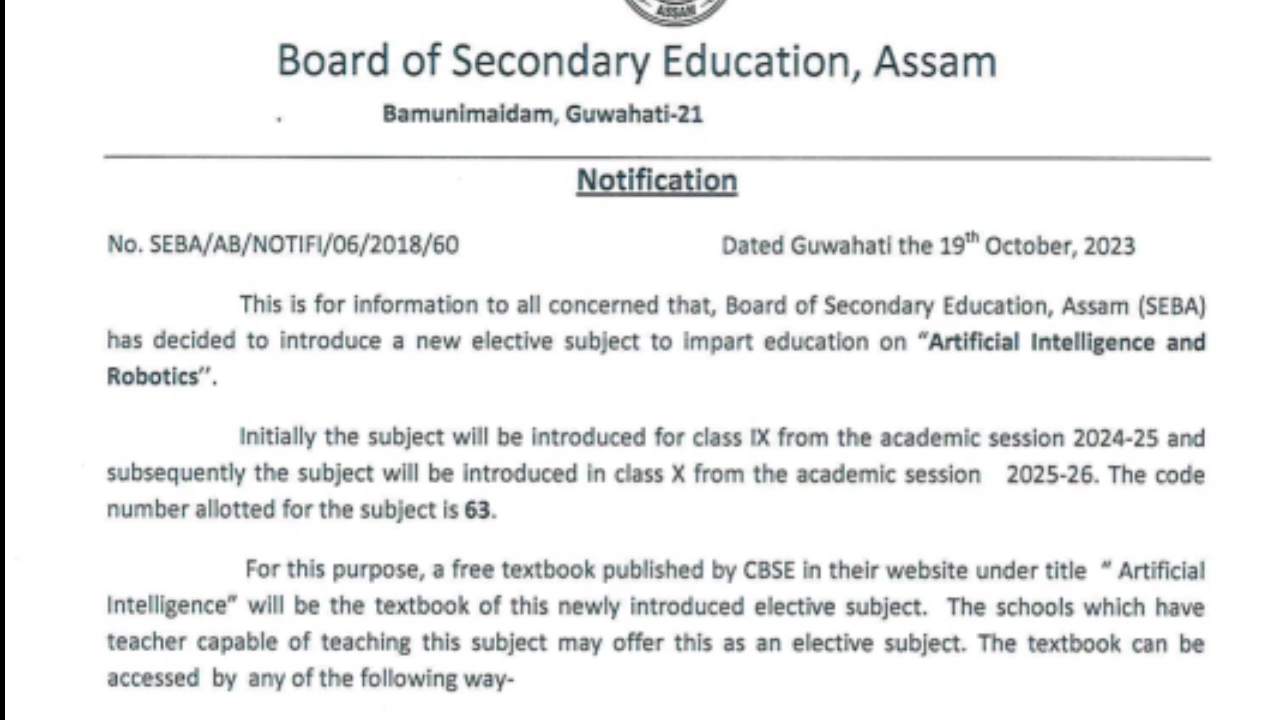 ASSAM
Board of Secondary Education, Assam
Bamunimaidam, Guwahati-21
Notification
No. SEBA/AB/NOTIFI/06/2018/60 Dated Guwahati the 19th October, 2023
This is for information to all concerned that, Board of Secondary Education, Assam (SEBA)
has decided to introduce a new elective subject to impart education on “Artificial Intelligence and
Robotics”.
Initially the subject will be introduced for class IX from the academic session 2024-25 and
subsequently the subject will be introduced in class X from the academic session 2025-26. The code
number allotted for the subject is 63.
For this purpose, a free textbook published by CBSE in their website under title “ Artificial
Intelligence” will be the textbook of this newly introduced elective subject. The schools which have
teacher capable of teaching this subject may offer this as an elective subject. The textbook can be
accessed by any of the following way-